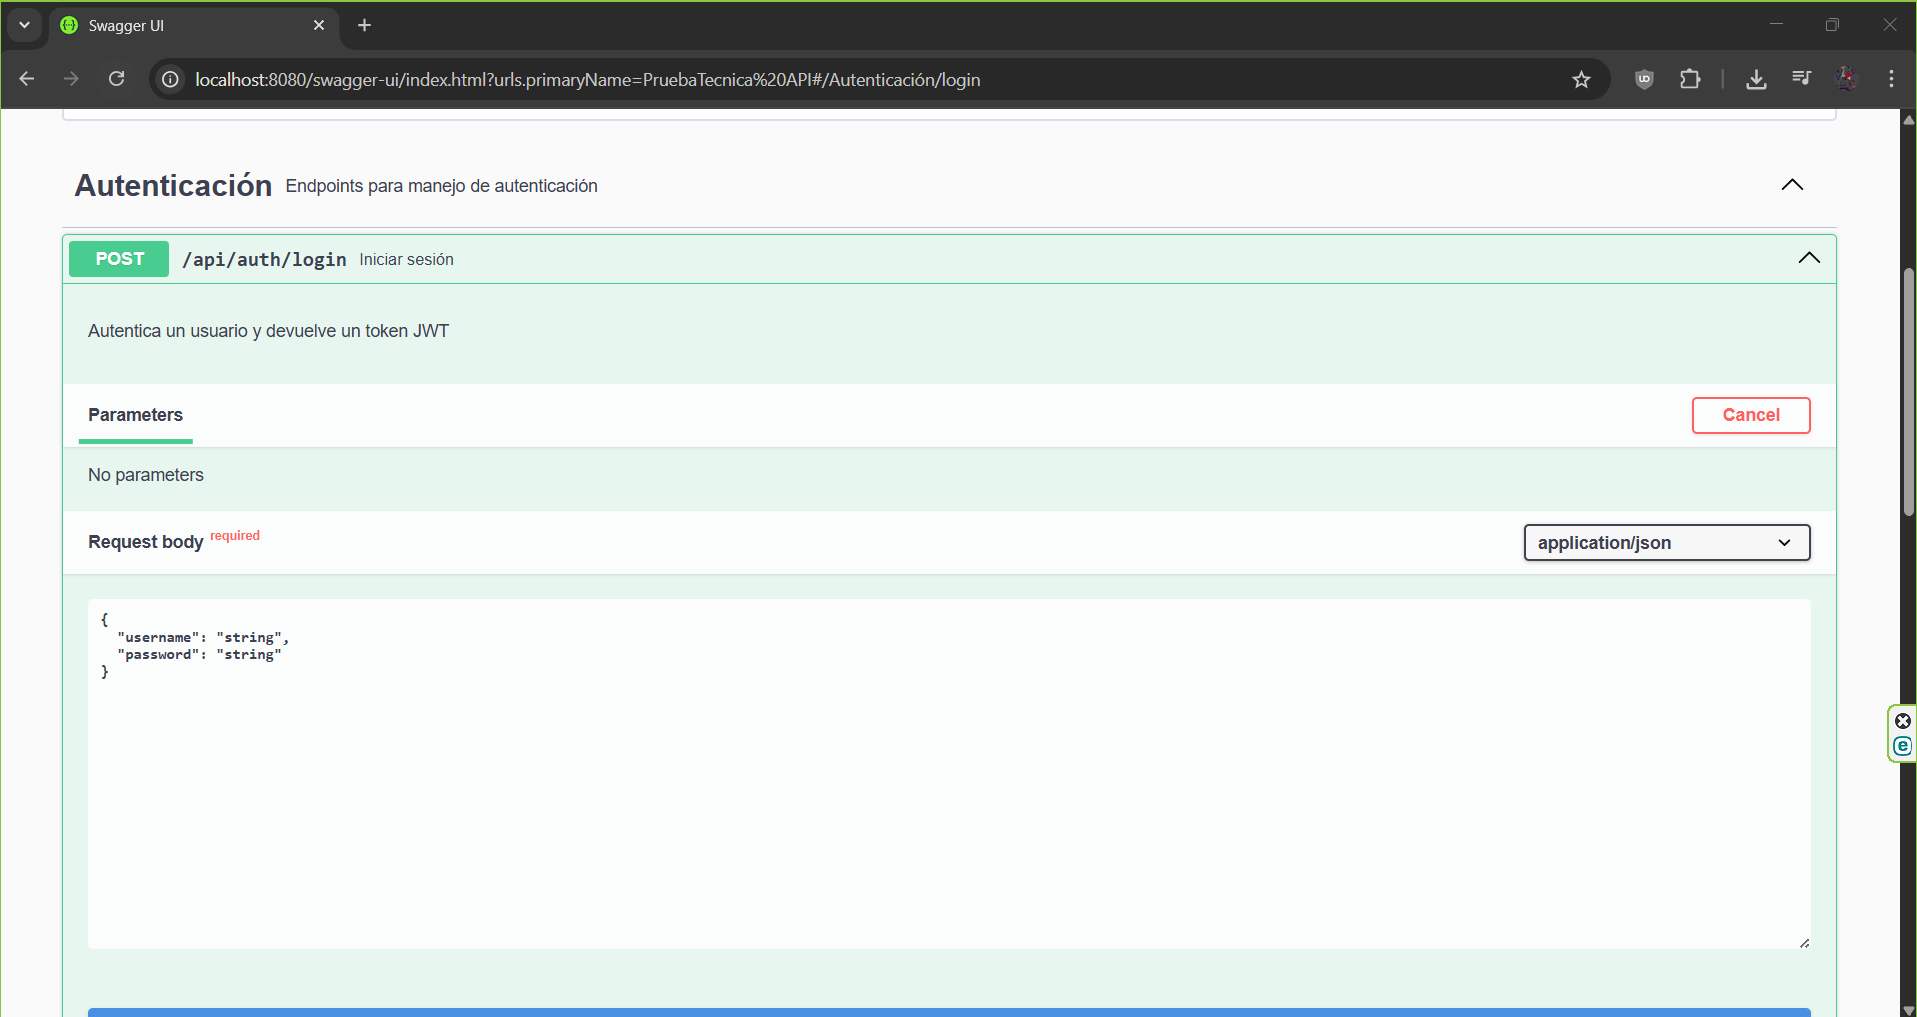 Swagger UI
localhost:8080/swagger-ui/index.html?urls.primaryName=PruebaTecnica%20API#/Autenticación/login
Autenticación Endpoints para manejo de autenticación
POST /api/auth/login Iniciar sesión
Autentica un usuario y devuelve un token JWT
Parameters
Cancel
No parameters
Request body required
application/json
{
"username": "string",
"password": "string"
}